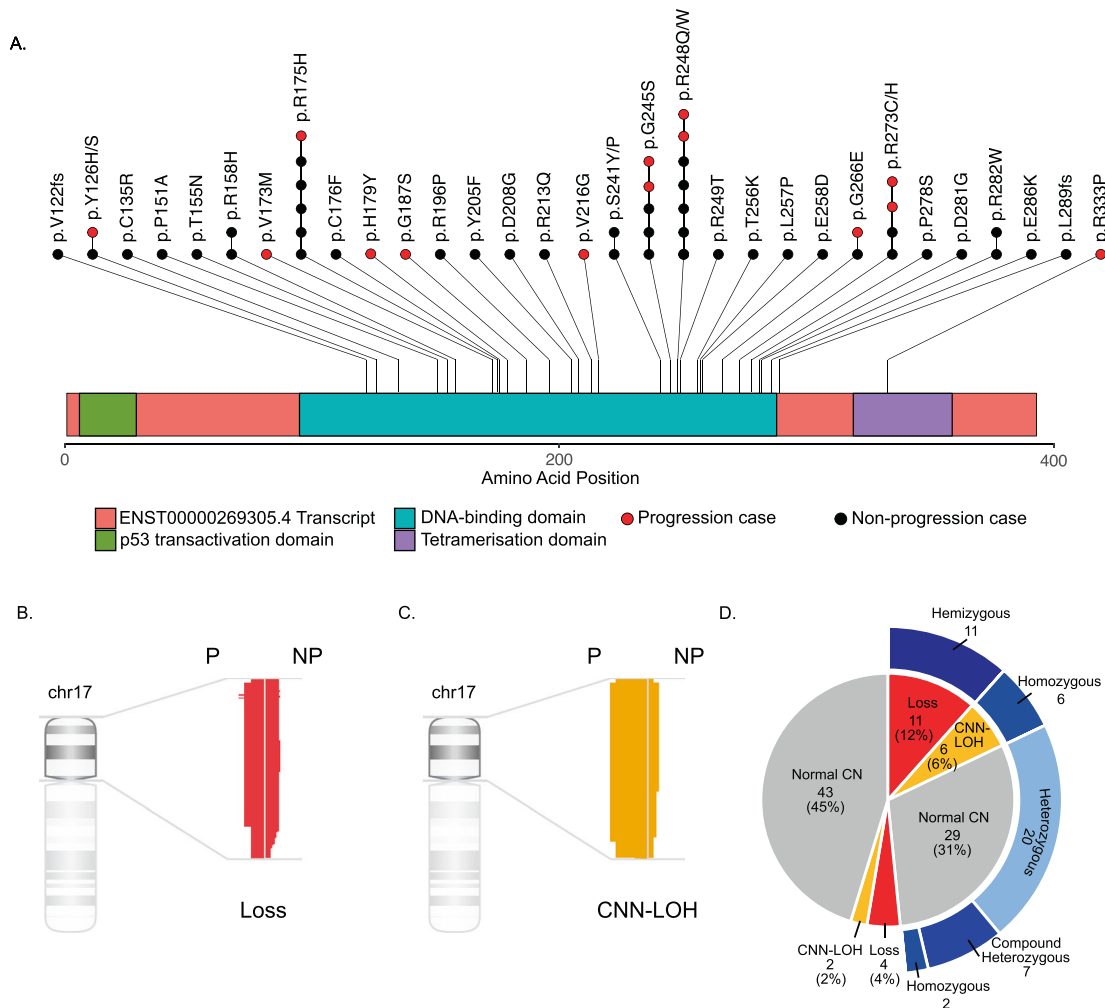 A.
p.V122fs
p.Y126H/S
p.C135R
p.P151A
p.T155N
p.R158H
p.V173M
p.R175H
p.C176F
p.H179Y
p.G187S
p.R196P
p.Y205F
p.D208G
p.R213Q
p.V216G
p.S241Y/P
p.G245S
p.R248Q/W
p.R249T
p.T256K
p.L257P
p.E258D
p.G266E
p.R273C/H
p.P278S
p.D281G
p.R282W
p.E286K
p.L289fs
p.R333P
0
200
400
Amino Acid Position
ENST00000269305.4 Transcript
DNA-binding domain
Progression case
Non-progression case
p53 transactivation domain
Tetramerisation domain
B.
P
NP
chr17
Loss
C.
P
NP
chr17
CNN-LOH
D.
Hemizygous
11
Homozygous
6
Loss
11
(12%)
CNN-
LOH
6
(6%)
Normal CN
43
(45%)
Normal CN
29
(31%)
Heterozygous
20
CNN-LOH
2
(2%)
Loss
4
(4%)
Compound
Heterozygous
7
Homozygous
2